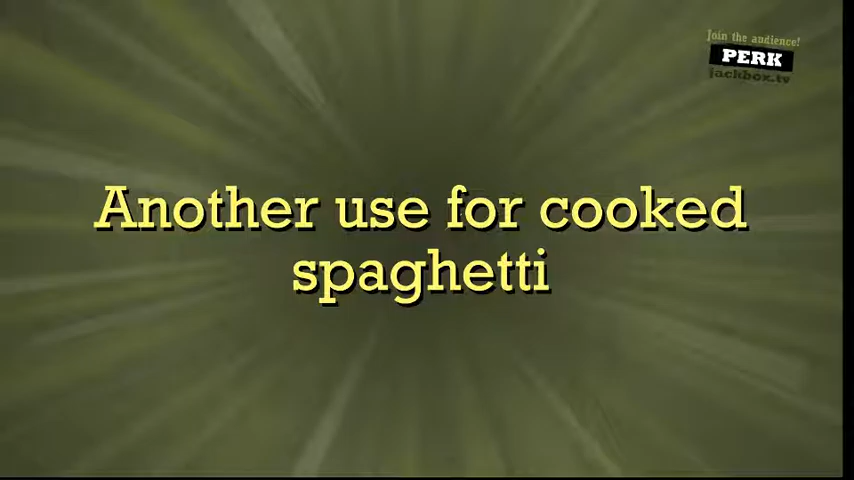 Join the audience!
PERK
jackbox.tv
Another use for cooked
spaghetti